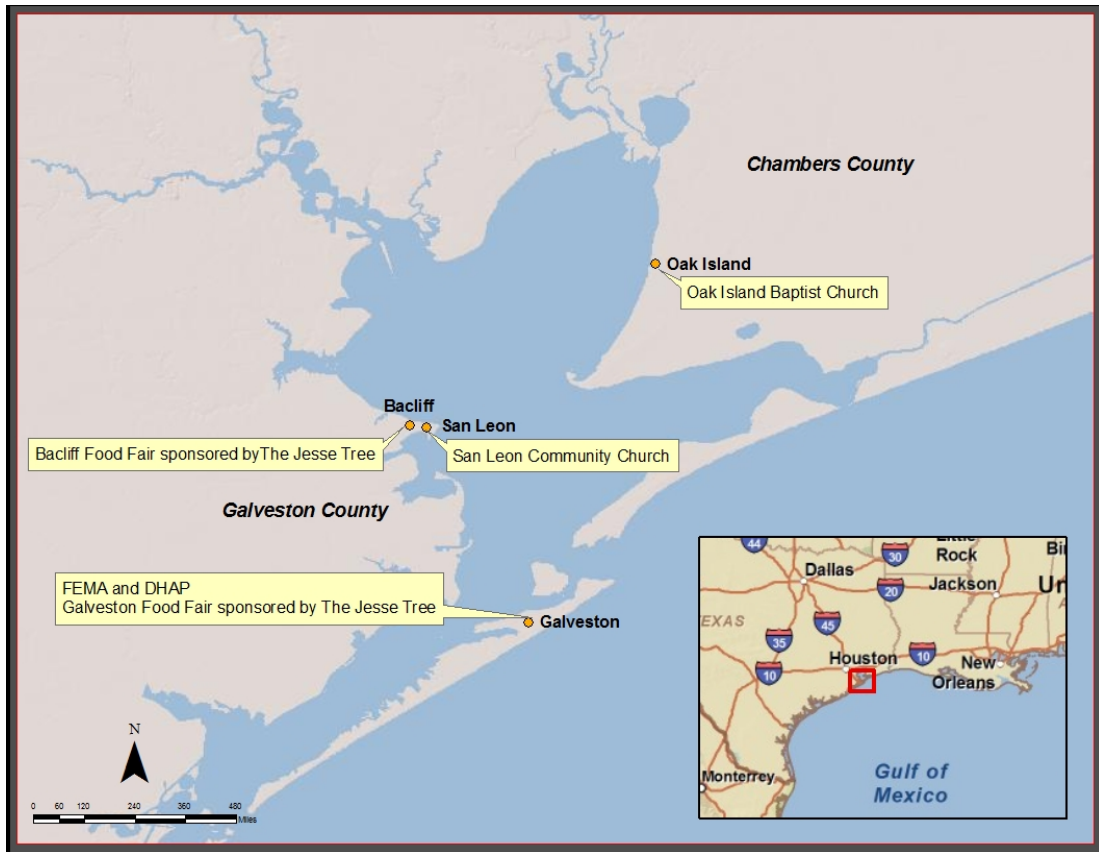 Chambers County
Oak Island
Oak Island Baptist Church
Bacliff
San Leon
Bacliff Food Fair sponsored byThe Jesse Tree
San Leon Community Church
Galveston County
FEMA and DHAP
Galveston Food Fair sponsored by The Jesse Tree
Galveston
N
0 60 120 240 360 480
Miles
44
30
Little
Rock
Dallas
20
Jackson
EXAS
35
45
Houston
10
10
New
Orleans
Monterrey
Gulf of
Mexico